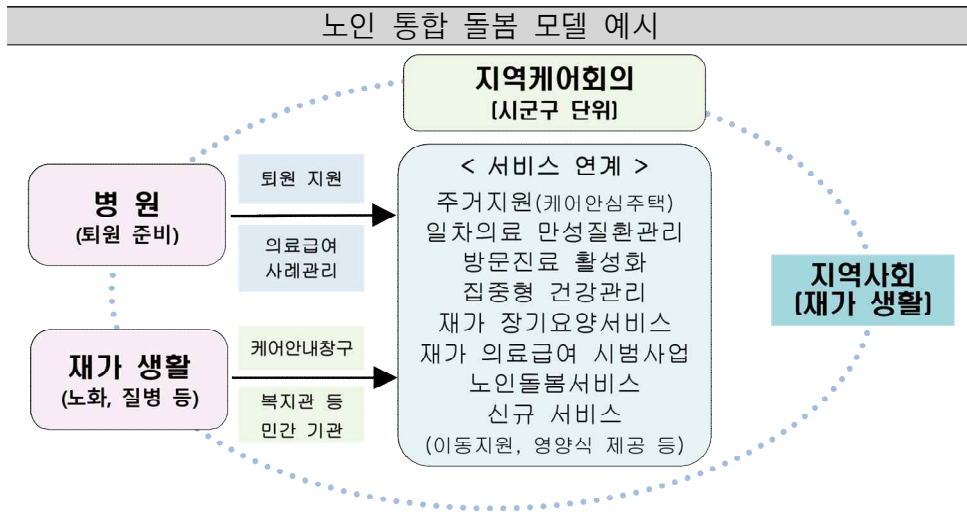 노인 통합 돌봄 모델 예시
지역케어회의
(시군구 단위)
병 원
(퇴원 준비)
퇴원 지원
의료급여
사례관리
재가 생활
(노화, 질병 등)
케어안내창구
복지관 등
민간 기관
< 서비스 연계 >
주거지원(케어안심주택)
일차의료 만성질환관리
방문진료 활성화
집중형 건강관리
재가 장기요양서비스
재가 의료급여 시범사업
노인돌봄서비스
신규 서비스
(이동지원, 영양식 제공 등)
지역사회
(재가 생활)